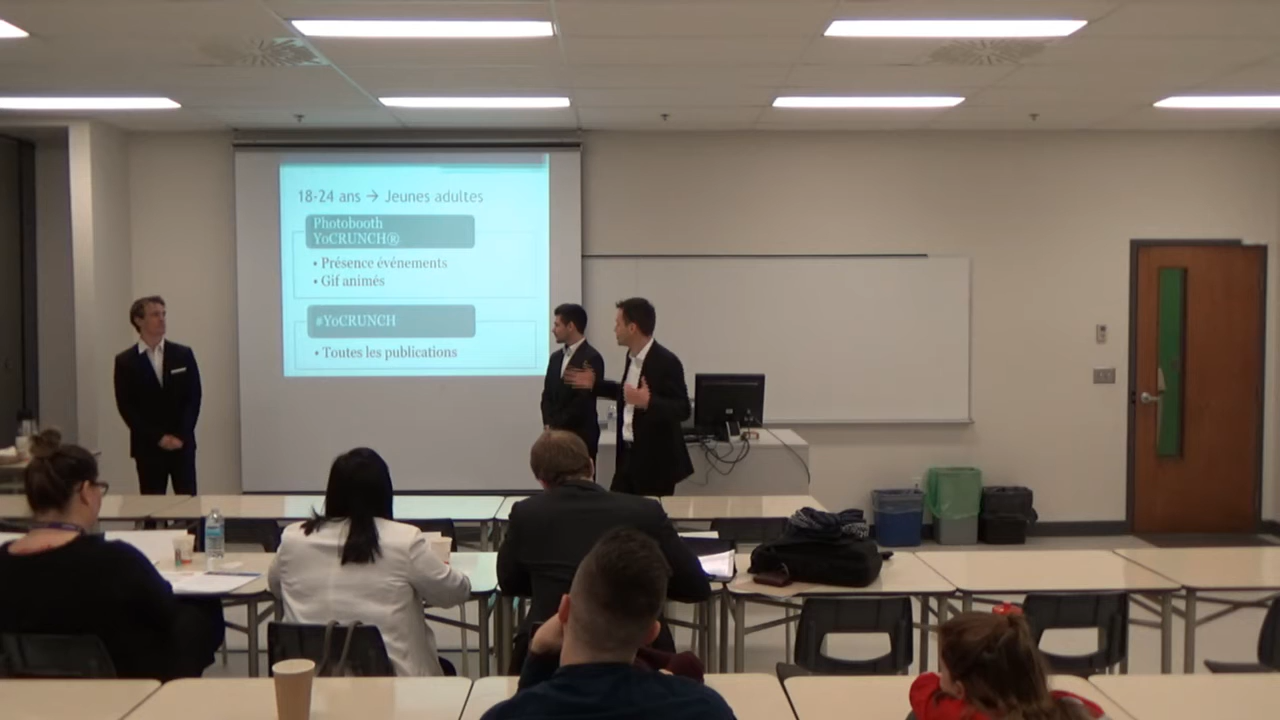 18-24 ans → Jeunes adultes
Photobooth
YoCRUNCH®
• Présence événements
• Gif animés
#YoCRUNCH
• Toutes les publications